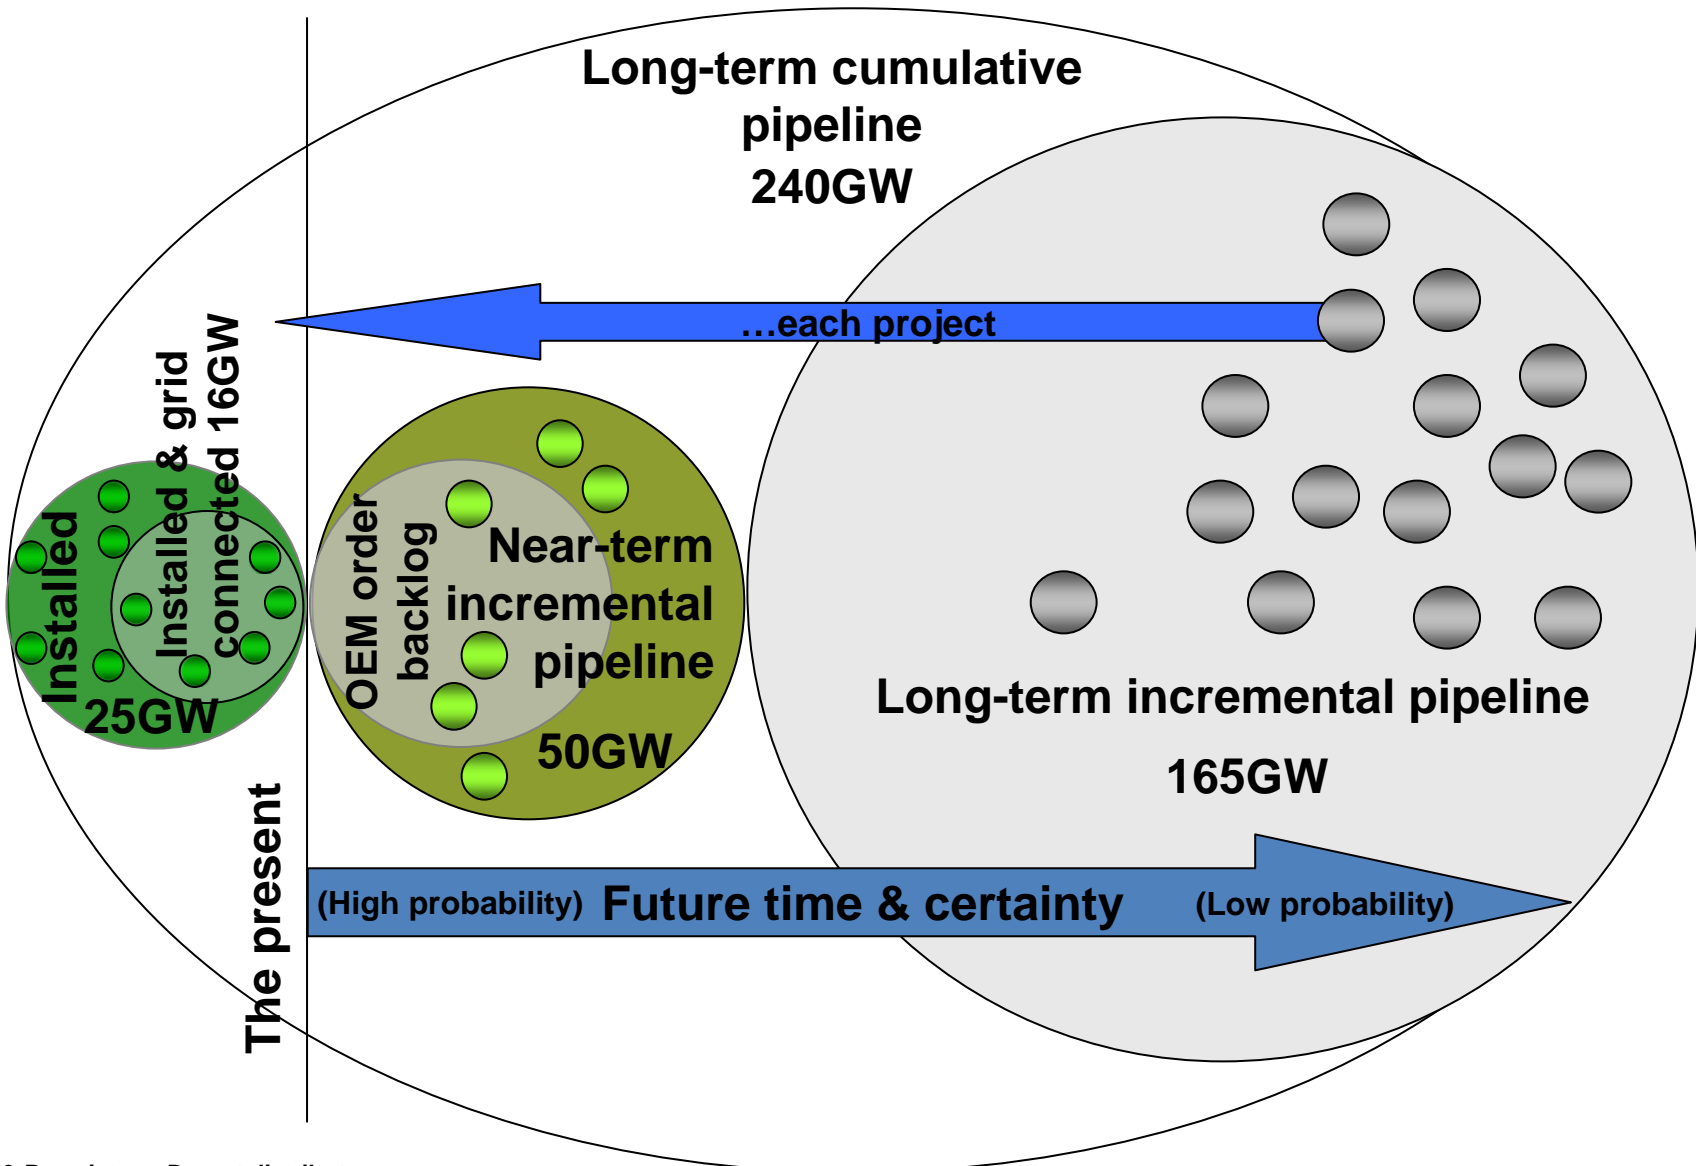 Long-term cumulative
pipeline
240GW
…each project
Installed & grid
connected 16GW
Installed
25GW
OEM order
backlog
Near-term
incremental
pipeline
50GW
Long-term incremental pipeline
165GW
The present
(High probability) Future time & certainty (Low probability)